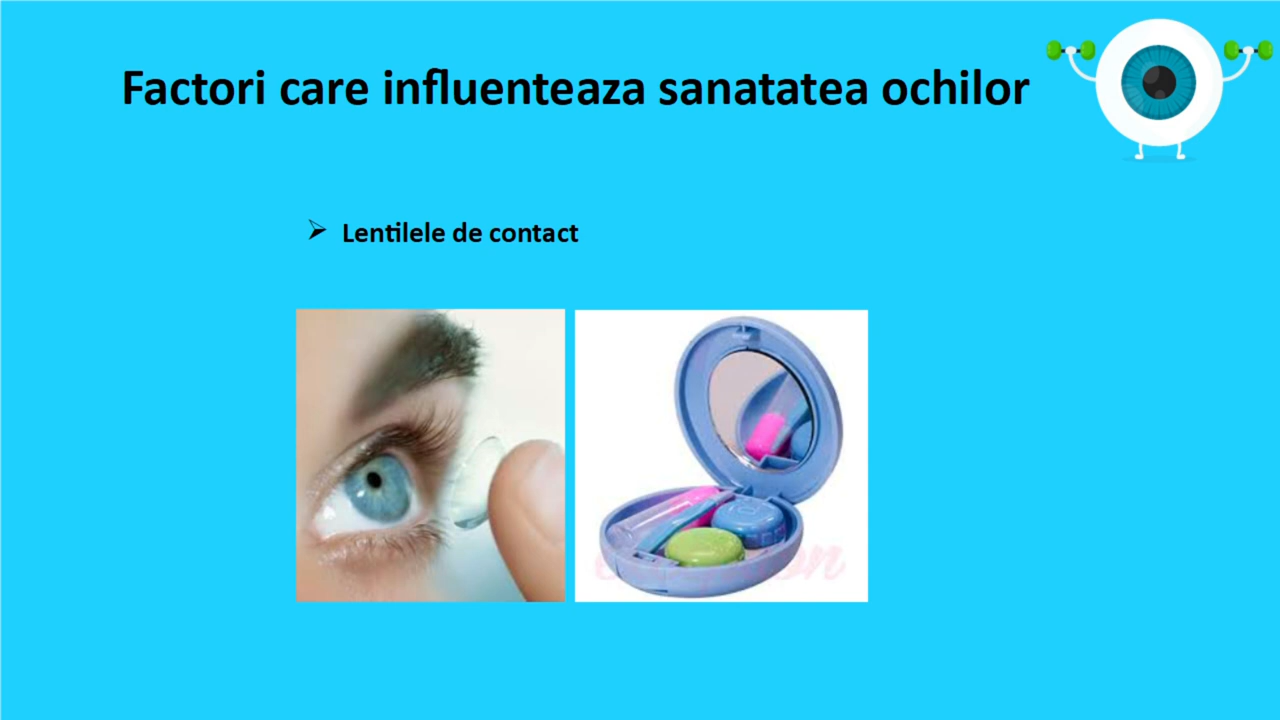 Factori care influenteaza sanatatea ochilor
Lentilele de contact